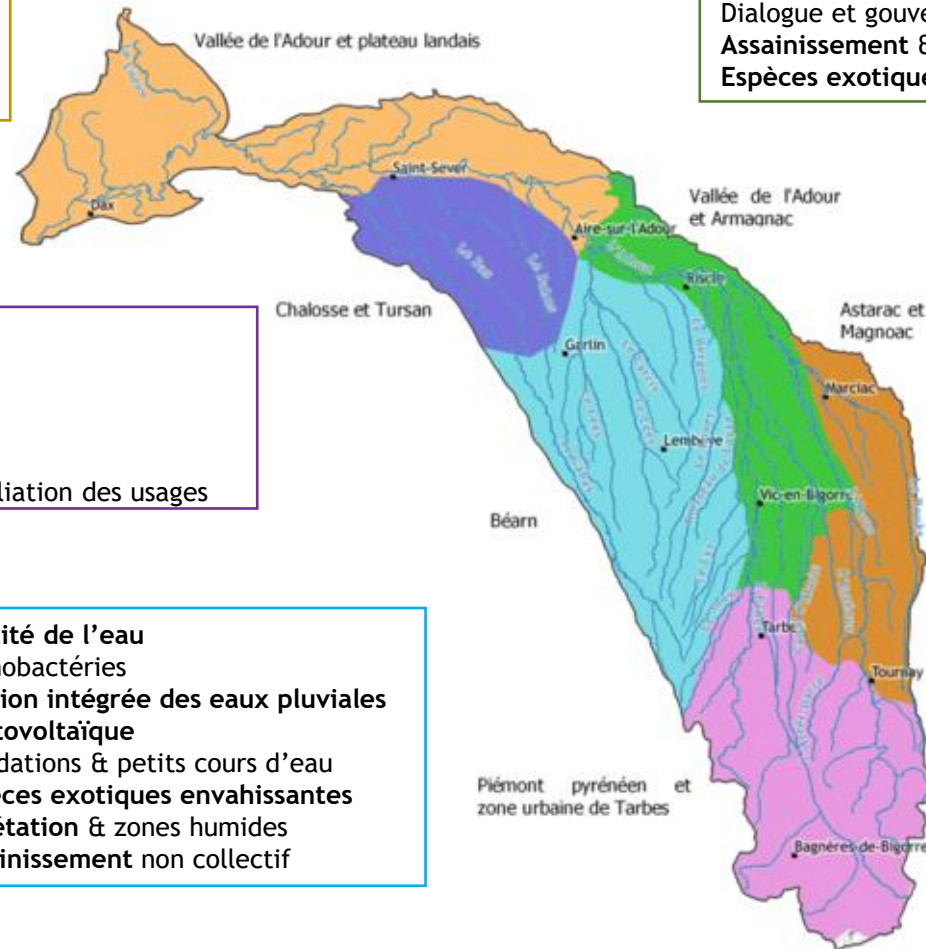 Dialogue et gouve
Assainissement &
Espèces exotique
Vallée de l'Adour et plateau landais
Saint-Sever
Dax
Vallée de l'Adour
et Armagnac
Aire-sur-l'Adour
Riscle
Chalosse et Tursan
Astarac et
Magnoac
Garlin
Marciac
Lembeye
liation des usages
Vic-en-Bigorre
Béarn
ité de l’eau
nobactéries
ion intégrée des eaux pluviales
tovoltaïque
dations & petits cours d’eau
èces exotiques envahissantes
étation & zones humides
inissement non collectif
Tarbe
Tournay
Piémont pyrénéen et
zone urbaine de Tarbes
Bagnères-de-Bigorre